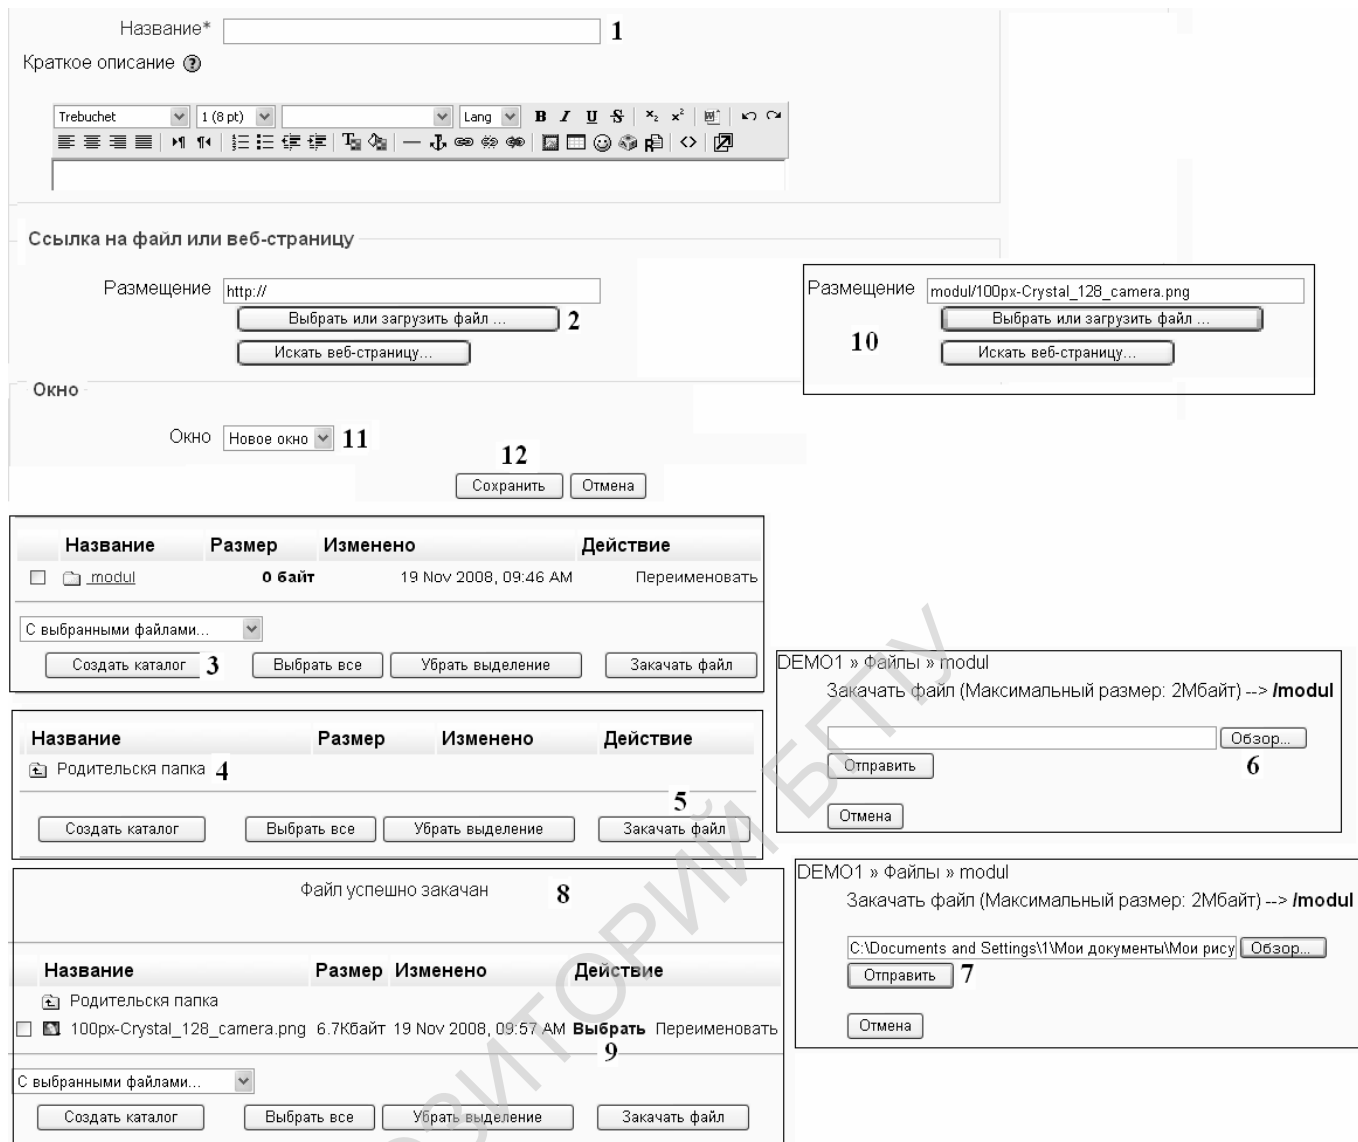 Название* 1
Краткое описание ?
Trebuchet 1 (8 pt) Lang B I U S ×₂ x²
Ссылка на файл или веб-страницу
Размещение http://
Выбрать или загрузить файл ... 2
Искать веб-страницу...
Размещение modul/100px-Crystal_128_camera.png
Выбрать или загрузить файл ...
10
Искать веб-страницу...
Окно
Окно Новое окно 11
12
Сохранить Отмена
Название Размер Изменено Действие
modul 0 байт 19 Nov 2008, 09:46 AM Переименовать
С выбранными файлами...
Создать каталог 3 Выбрать все Убрать выделение Закачать файл
DEMO1 » Файлы » modul
Закачать файл (Максимальный размер: 2Мбайт) --> /modul
Обзор...
Отправить 6
Отмена
Название Размер Изменено Действие
Родительскя папка 4
5
Создать каталог Выбрать все Убрать выделение Закачать файл
DEMO1 » Файлы » modul
Закачать файл (Максимальный размер: 2Мбайт) --> /modul
C:\Documents and Settings\1\Мои документы\Мои рису Обзор...
Отправить 7
Отмена
Файл успешно закачан 8
Название Размер Изменено Действие
Родительскя папка
100px-Crystal_128_camera.png 6.7Кбайт 19 Nov 2008, 09:57 AM Выбрать Переименовать
9
С выбранными файлами...
Создать каталог Выбрать все Убрать выделение Закачать файл
ОЗИТОРИЙ БГПУ